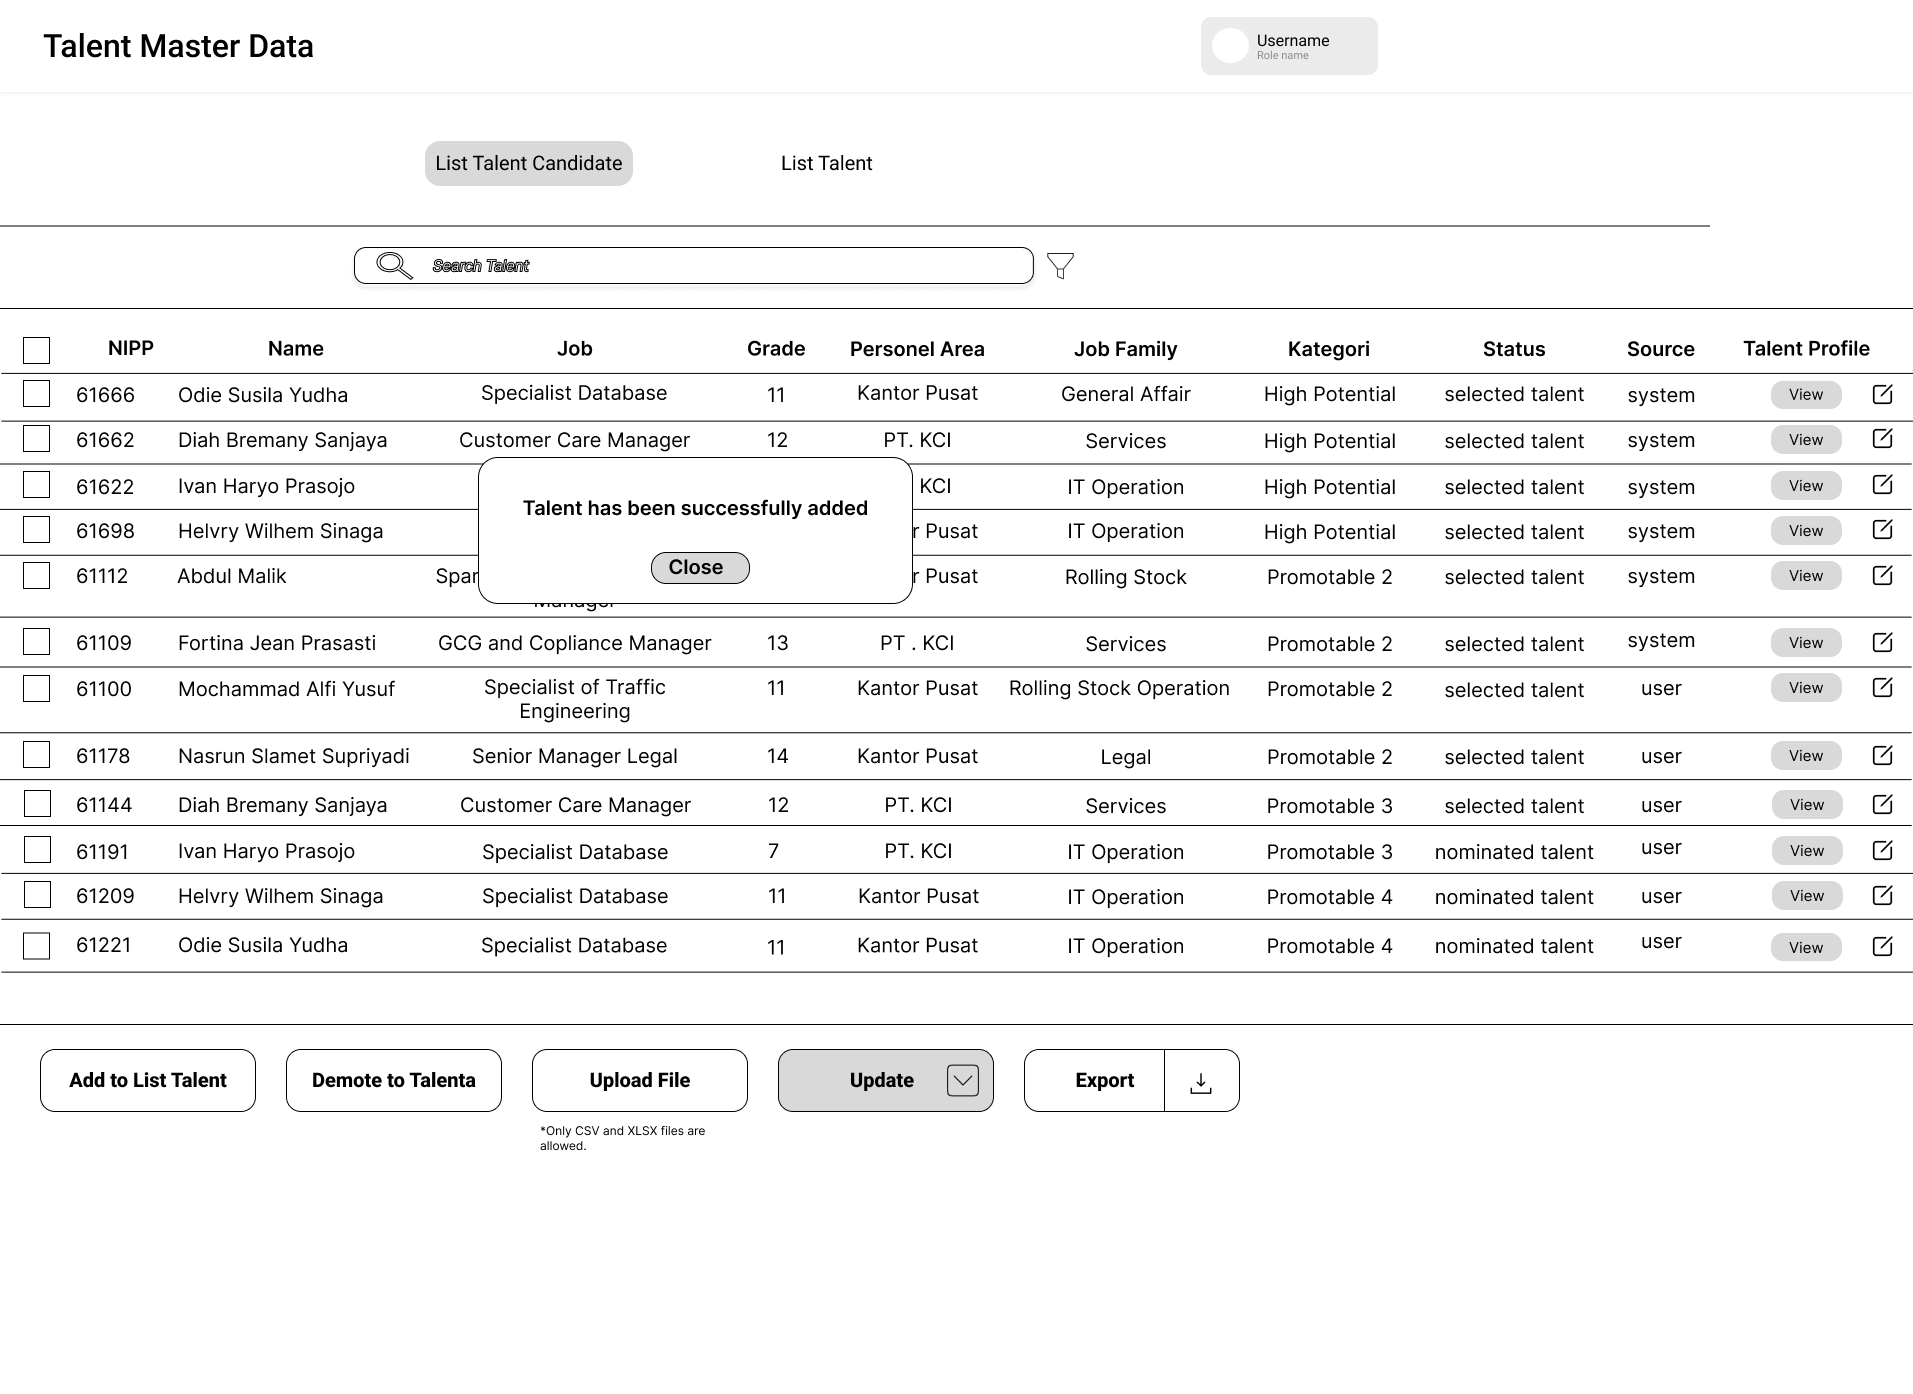 Talent Master Data
Username
Role name
List Talent Candidate
List Talent
Search Talent
NIPP Name Job Grade Personel Area Job Family Kategori Status Source Talent Profile
61666 Odie Susila Yudha Specialist Database 11 Kantor Pusat General Affair High Potential selected talent system View
61662 Diah Bremany Sanjaya Customer Care Manager 12 PT. KCI Services High Potential selected talent system View
61622 Ivan Haryo Prasojo KCI IT Operation High Potential selected talent system View
Talent has been successfully added
61698 Helvry Wilhem Sinaga Pusat IT Operation High Potential selected talent system View
Close
61112 Abdul Malik Pusat Rolling Stock Promotable 2 selected talent system View
Manager
61109 Fortina Jean Prasasti GCG and Copliance Manager 13 PT . KCI Services Promotable 2 selected talent system View
61100 Mochammad Alfi Yusuf Specialist of Traffic 11 Kantor Pusat Rolling Stock Operation Promotable 2 selected talent user View
Engineering
61178 Nasrun Slamet Supriyadi Senior Manager Legal 14 Kantor Pusat Legal Promotable 2 selected talent user View
61144 Diah Bremany Sanjaya Customer Care Manager 12 PT. KCI Services Promotable 3 selected talent user View
61191 Ivan Haryo Prasojo Specialist Database 7 PT. KCI IT Operation Promotable 3 nominated talent user View
61209 Helvry Wilhem Sinaga Specialist Database 11 Kantor Pusat IT Operation Promotable 4 nominated talent user View
61221 Odie Susila Yudha Specialist Database 11 Kantor Pusat IT Operation Promotable 4 nominated talent user View
Add to List Talent
Demote to Talenta
Upload File
Update
Export
*Only CSV and XLSX files are
allowed.